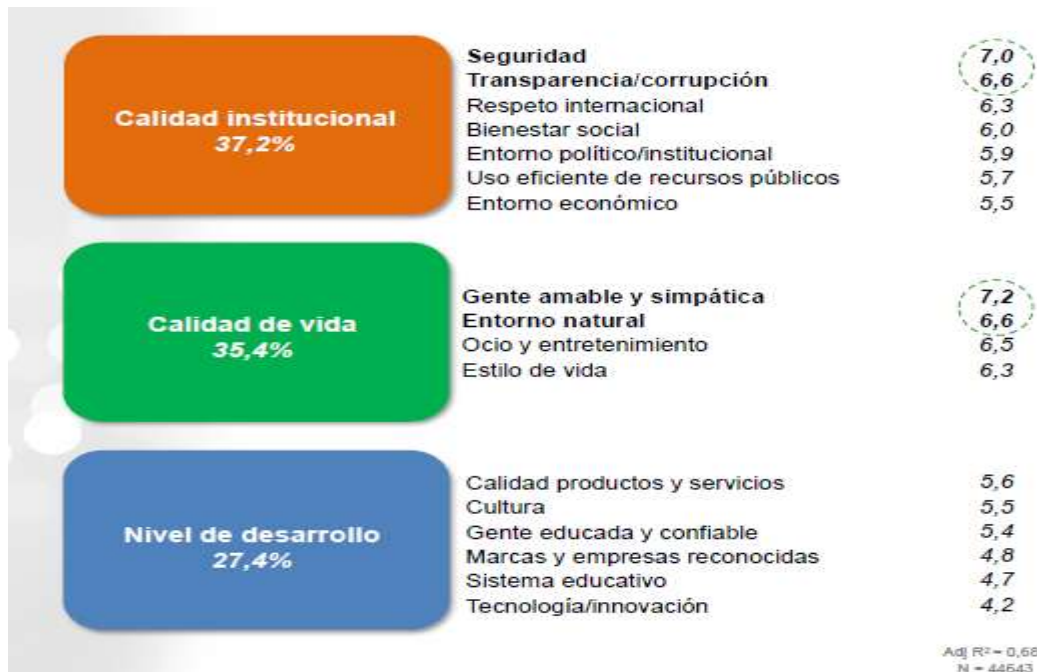 Calidad institucional
37,2%
Seguridad 7,0
Transparencia/corrupción 6,6
Respeto internacional 6,3
Bienestar social 6,0
Entorno político/institucional 5,9
Uso eficiente de recursos públicos 5,7
Entorno económico 5,5
Calidad de vida
35,4%
Gente amable y simpática 7,2
Entorno natural 6,6
Ocio y entretenimiento 6,5
Estilo de vida 6,3
Nivel de desarrollo
27,4%
Calidad productos y servicios 5,6
Cultura 5,5
Gente educada y confiable 5,4
Marcas y empresas reconocidas 4,8
Sistema educativo 4,7
Tecnología/innovación 4,2
Adj R² = 0,68
N = 44643